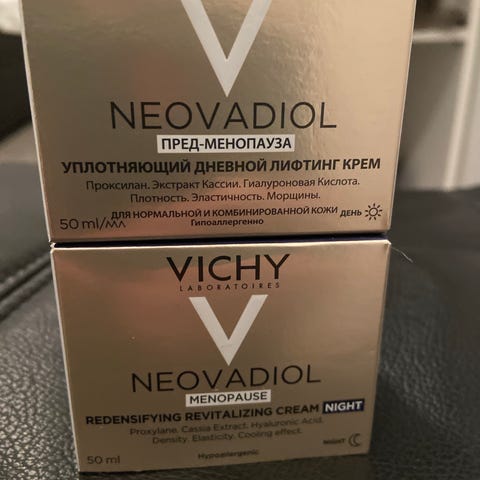 NEOVADIOL
ПРЕД-МЕНОПАУЗА
УПЛОТНЯЮЩИЙ ДНЕВНОЙ ЛИФТИНГ КРЕМ
Проксилан. Экстракт Кассии. Гиалуроновая Кислота.
Плотность. Эластичность. Морщины.
ДЛЯ НОРМАЛЬНОЙ И КОМБИНИРОВАННОЙ КОЖИ ДЕНЬ
50 ml/мл Гипоаллергенно
VICHY
LABORATOIRES
NEOVADIOL
MENOPAUSE
REDENSIFYING REVITALIZING CREAM NIGHT
Proxylane. Cassia Extract. Hyaluronic Acid.
Density. Elasticity. Cooling effect.
NIGHT
50 ml Hypoallergenic